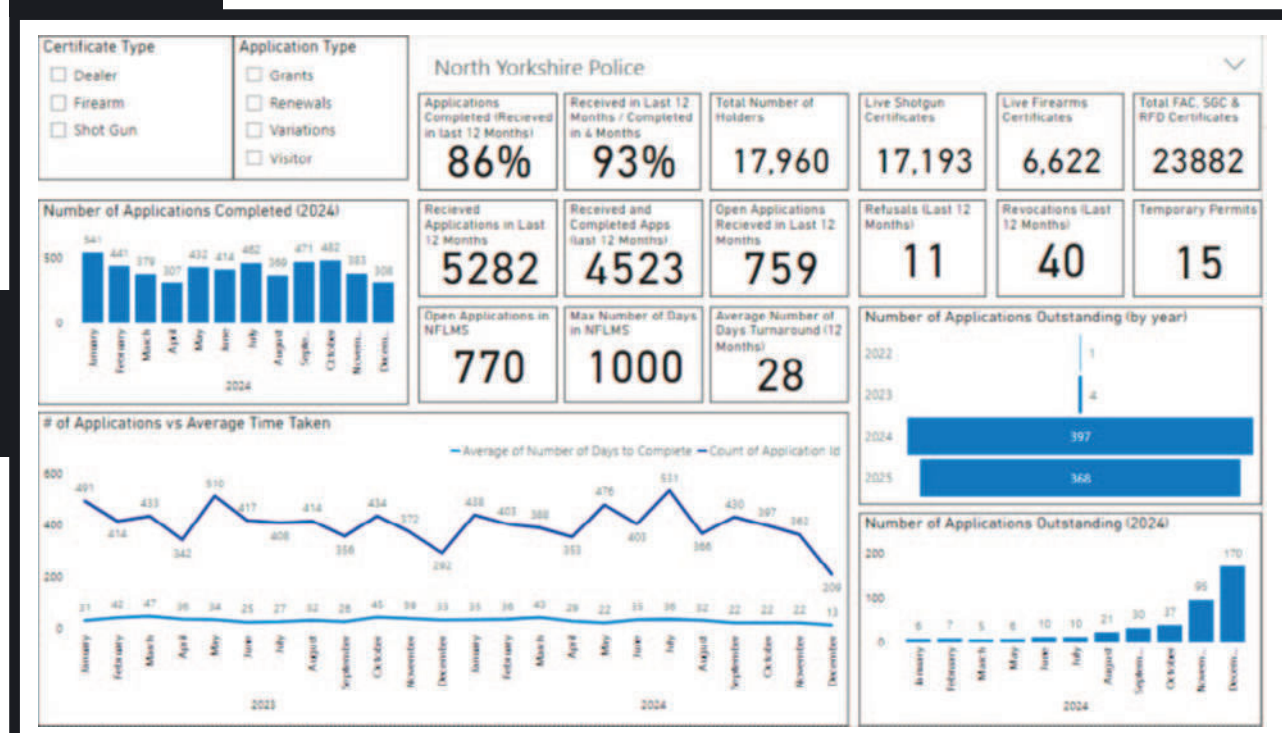 Certificate Type
Dealer
Firearm
Shot Gun
Application Type
Grants
Renewals
Variations
Visitor
North Yorkshire Police
Applications
Completed (Recieved
in last 12 Months)
86%
Received in Last 12
Months / Completed
in 4 Months
93%
Total Number of
Holders
17,960
Live Shotgun
Certificates
17,193
Live Firearms
Certificates
6,622
Total FAC, SGC &
RFD Certificates
23882
Number of Applications Completed (2024)
500
0
541 441 379 307 432 414 462 369 471 482 383 308
January February March April May June July August Septe... October Novem... Decem...
2024
Recieved
Applications in Last
12 Months
5282
Received and
Completed Apps
(last 12 Months)
4523
Open Applications
Recieved in Last 12
Months
759
Refusals (Last 12
Months)
11
Revocations (Last
12 Months)
40
Temporary Permits
15
Open Applications in
NFLMS
770
Max Number of Days
in NFLMS
1000
Average Number of
Days Turnaround (12
Months)
28
Number of Applications Outstanding (by year)
2022 1
2023 4
2024 397
2025 368
# of Applications vs Average Time Taken
Average of Number of Days to Complete Count of Application Id
600
400
200
0
491 414 433 342 510 417 408 414 356 434 372 292 438 403 388 353 476 403 531 366 430 397 362 209
31 42 47 36 34 25 27 32 26 45 39 33 35 36 43 29 22 35 36 32 22 22 22 13
January February March April May June July August September October November December January February March April May June July August September October November December
2023 2024
Number of Applications Outstanding (2024)
200
100
0
6 7 5 6 10 10 21 30 37 95 170
January February March April May June July August Septem... October Novem... Decem...
2024